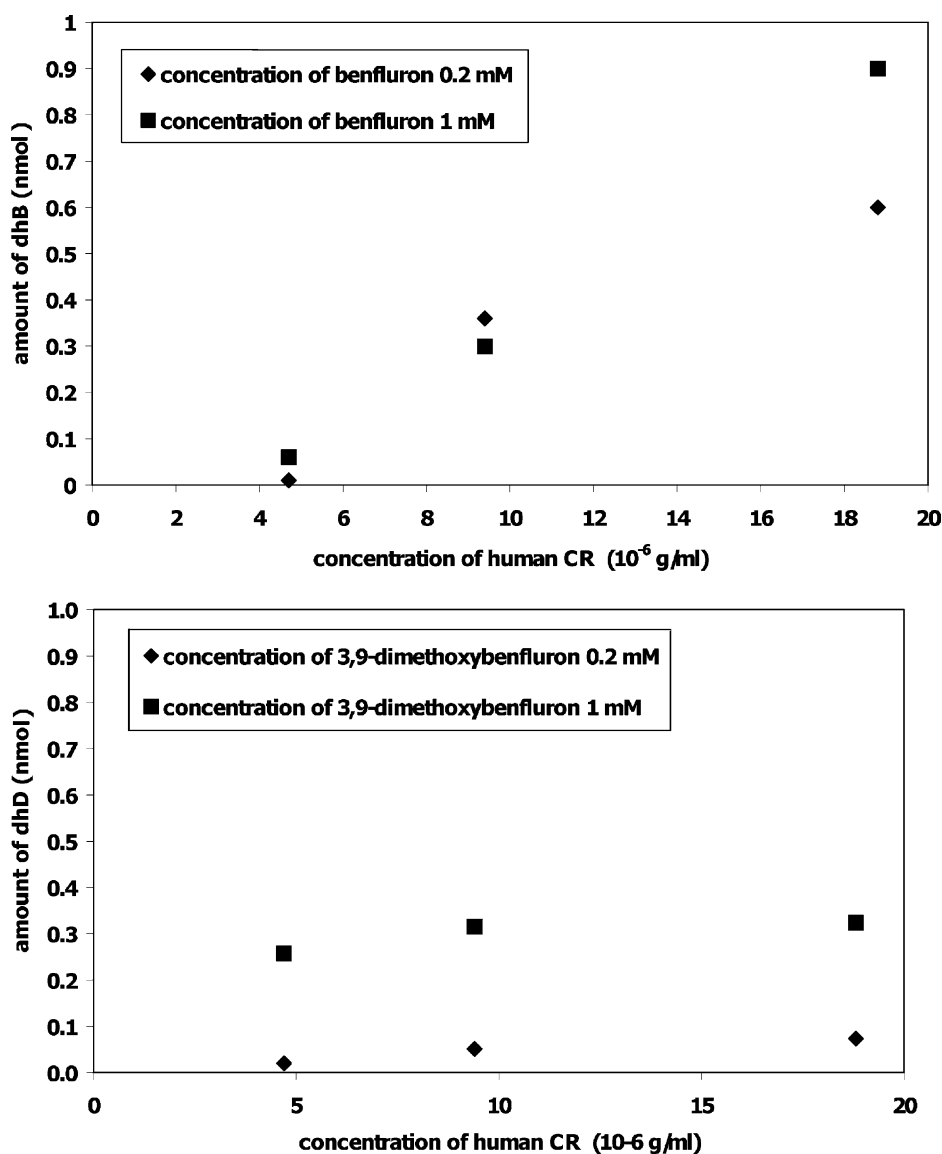 amount of dhB (nmol)
1
0.9
0.8
0.7
0.6
0.5
0.4
0.3
0.2
0.1
0
concentration of benfluron 0.2 mM
concentration of benfluron 1 mM
0 2 4 6 8 10 12 14 16 18 20
concentration of human CR (10⁻⁶ g/ml)
amount of dhD (nmol)
1.0
0.9
0.8
0.7
0.6
0.5
0.4
0.3
0.2
0.1
0.0
concentration of 3,9-dimethoxybenfluron 0.2 mM
concentration of 3,9-dimethoxybenfluron 1 mM
0 5 10 15 20
concentration of human CR (10-6 g/ml)